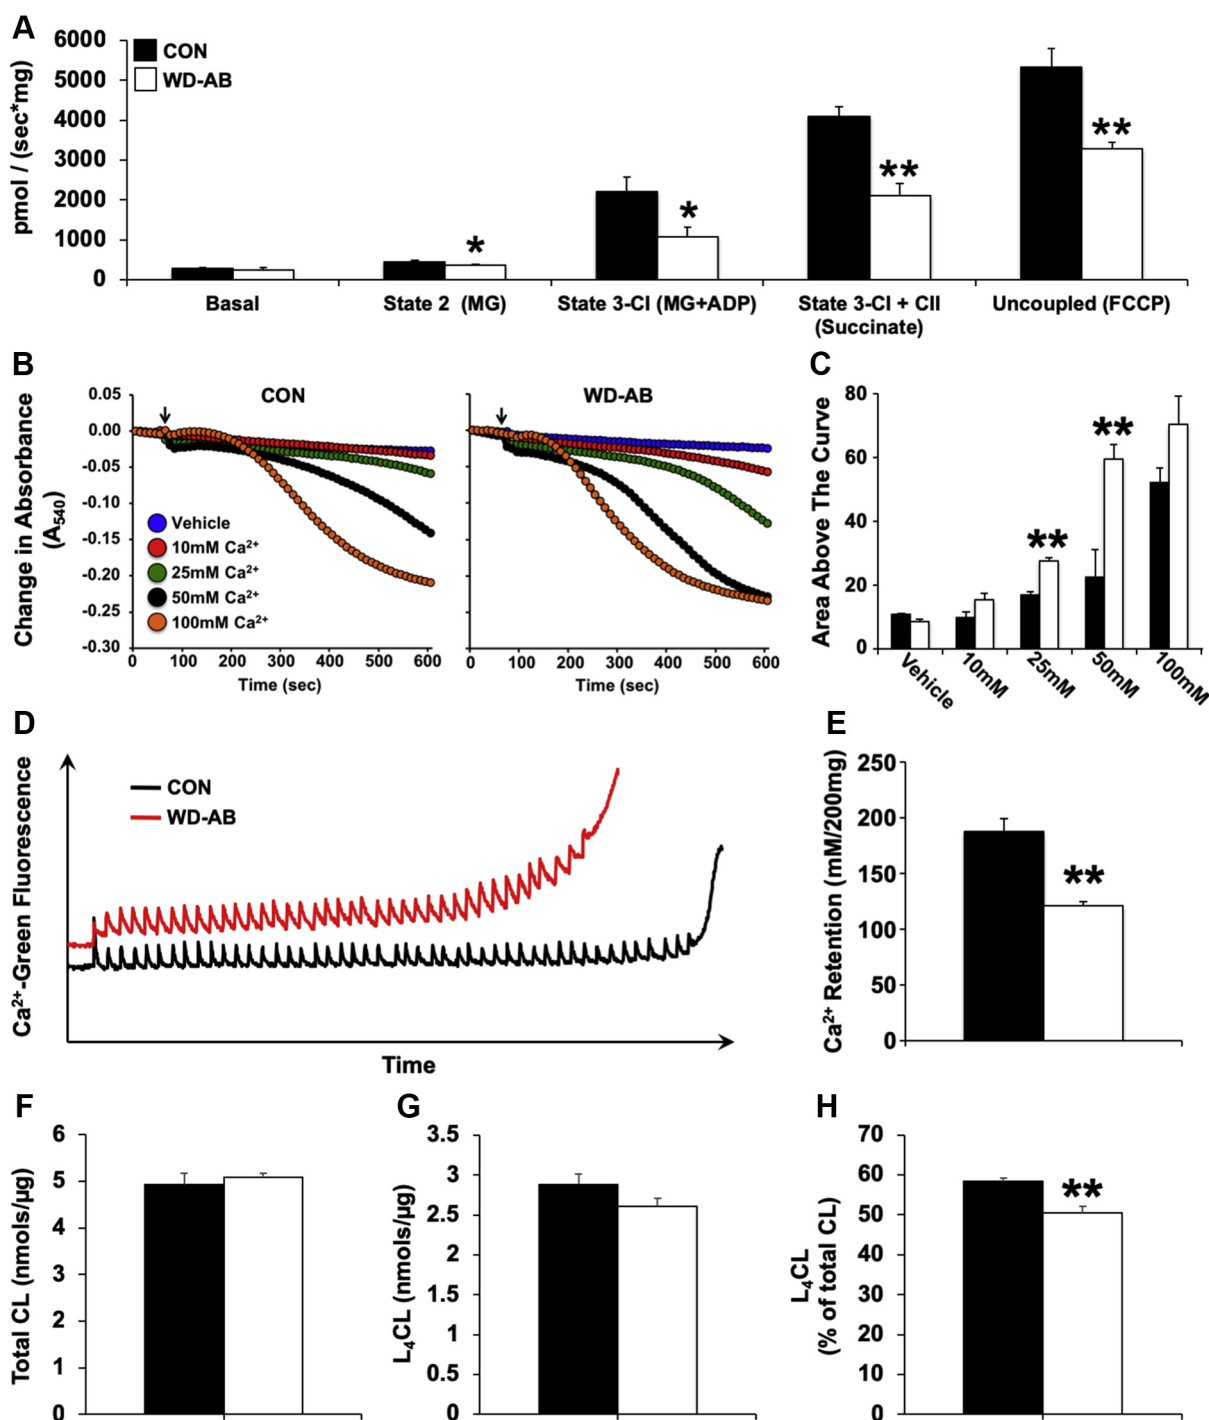 A
6000
5000
4000
3000
2000
1000
0
pmol / (sec*mg)
CON
WD-AB
*
*
**
**
Basal
State 2 (MG)
State 3-CI (MG+ADP)
State 3-CI + CII
(Succinate)
Uncoupled (FCCP)
B
Change in Absorbance
(A540)
0.05
0.00
-0.05
-0.10
-0.15
-0.20
-0.25
-0.30
CON
Vehicle
10mM Ca²⁺
25mM Ca²⁺
50mM Ca²⁺
100mM Ca²⁺
0 100 200 300 400 500 600
Time (sec)
WD-AB
0 100 200 300 400 500 600
Time (sec)
C
Area Above The Curve
80
60
40
20
0
**
**
Vehicle
10mM
25mM
50mM
100mM
D
Ca²⁺-Green Fluorescence
CON
WD-AB
Time
E
Ca²⁺ Retention (mM/200mg)
250
200
150
100
50
0
**
F
Total CL (nmols/µg)
6
5
4
3
2
1
0
G
L₄CL (nmols/µg)
3.5
3
2.5
2
1.5
1
0.5
0
H
L₄CL
(% of total CL)
70
60
50
40
30
20
10
0
**